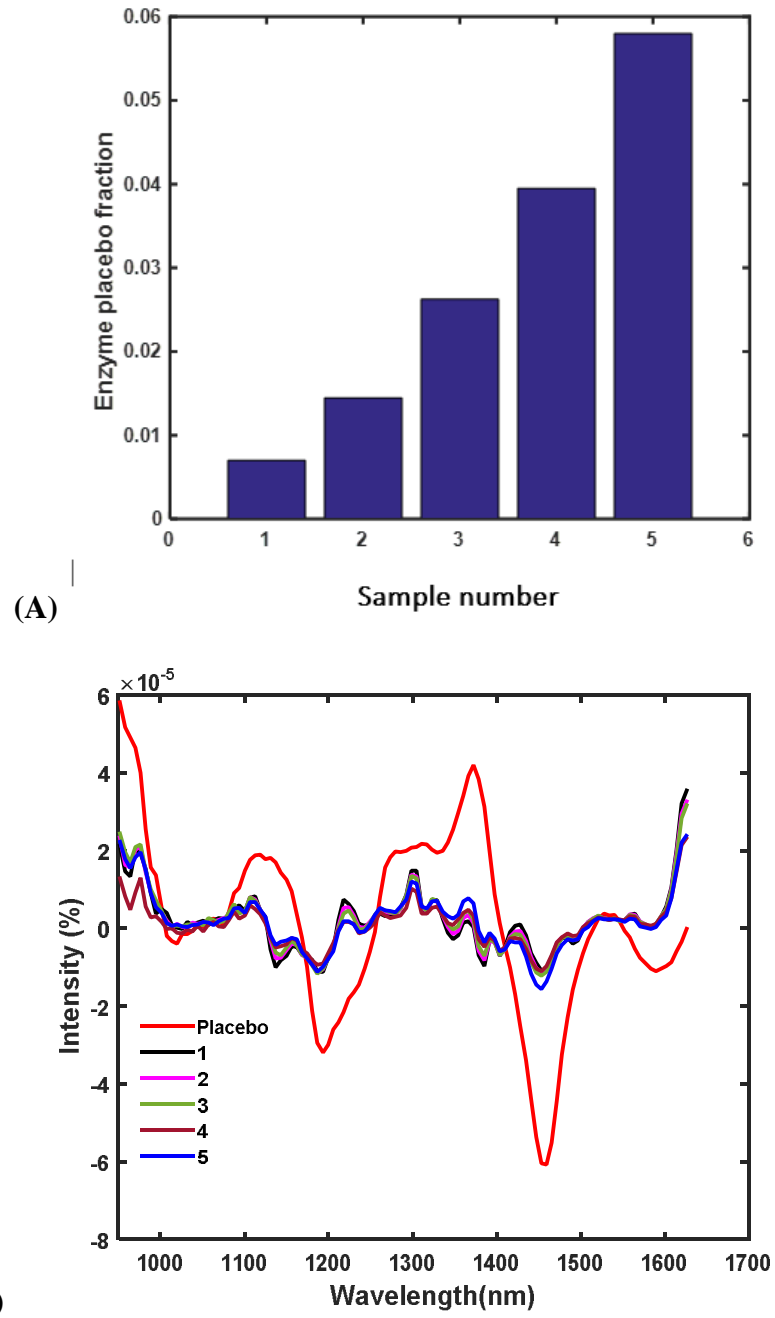 0.06
0.05
0.04
0.03
0.02
0.01
0
Enzyme placebo fraction
0 1 2 3 4 5 6
Sample number
(A)
×10-5
6
4
2
0
-2
-4
-6
-8
Intensity (%)
Placebo
1
2
3
4
5
1000 1100 1200 1300 1400 1500 1600 1700
Wavelength(nm)
)